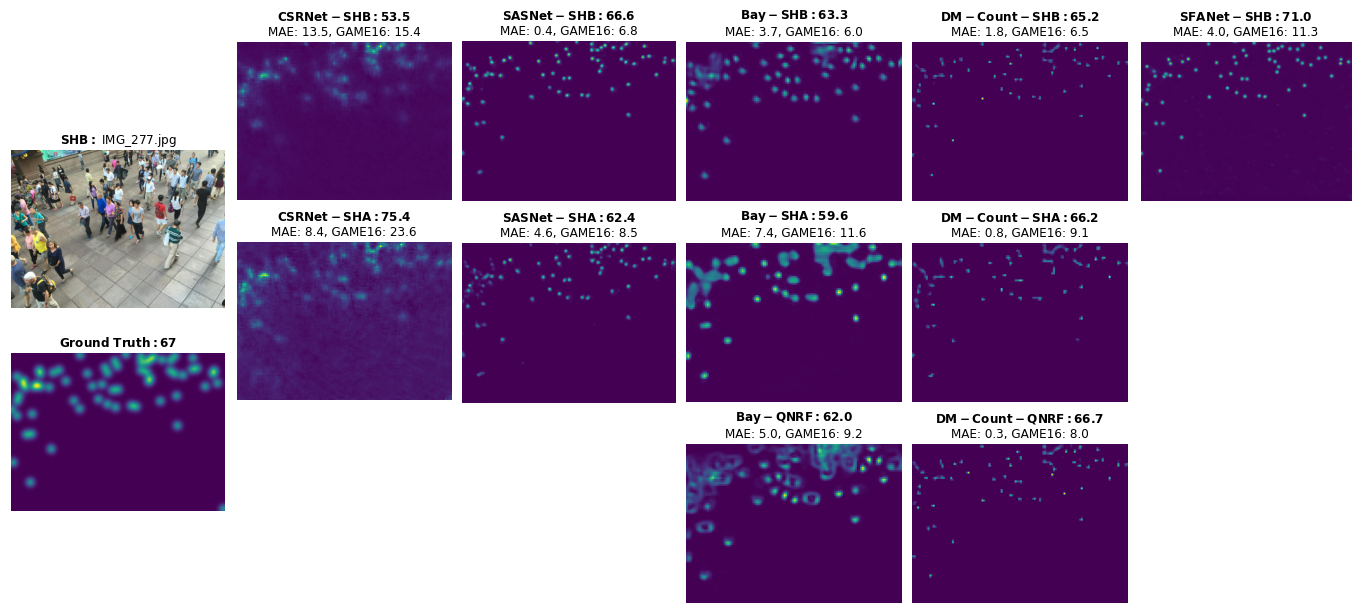 CSRNet−SHB: 53.5
MAE: 13.5, GAME16: 15.4
SASNet−SHB: 66.6
MAE: 0.4, GAME16: 6.8
Bay−SHB: 63.3
MAE: 3.7, GAME16: 6.0
DM−Count−SHB: 65.2
MAE: 1.8, GAME16: 6.5
SFANet−SHB: 71.0
MAE: 4.0, GAME16: 11.3
SHB: IMG_277.jpg
CSRNet−SHA: 75.4
MAE: 8.4, GAME16: 23.6
SASNet−SHA: 62.4
MAE: 4.6, GAME16: 8.5
Bay−SHA: 59.6
MAE: 7.4, GAME16: 11.6
DM−Count−SHA: 66.2
MAE: 0.8, GAME16: 9.1
Ground Truth: 67
Bay−QNRF: 62.0
MAE: 5.0, GAME16: 9.2
DM−Count−QNRF: 66.7
MAE: 0.3, GAME16: 8.0